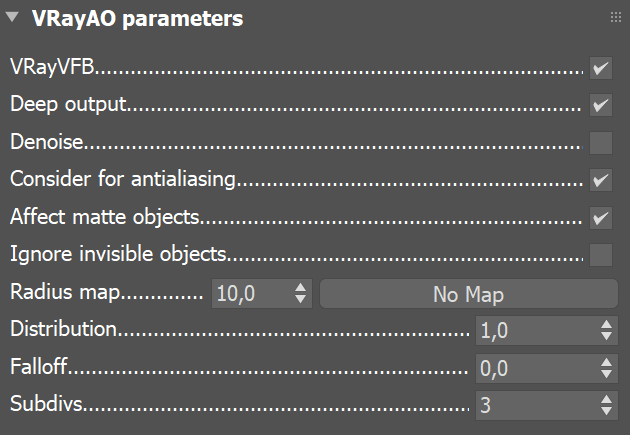 VRayAO parameters
VRayVFB
Deep output
Denoise
Consider for antialiasing
Affect matte objects
Ignore invisible objects
Radius map 10,0 No Map
Distribution 1,0
Falloff 0,0
Subdivs 3